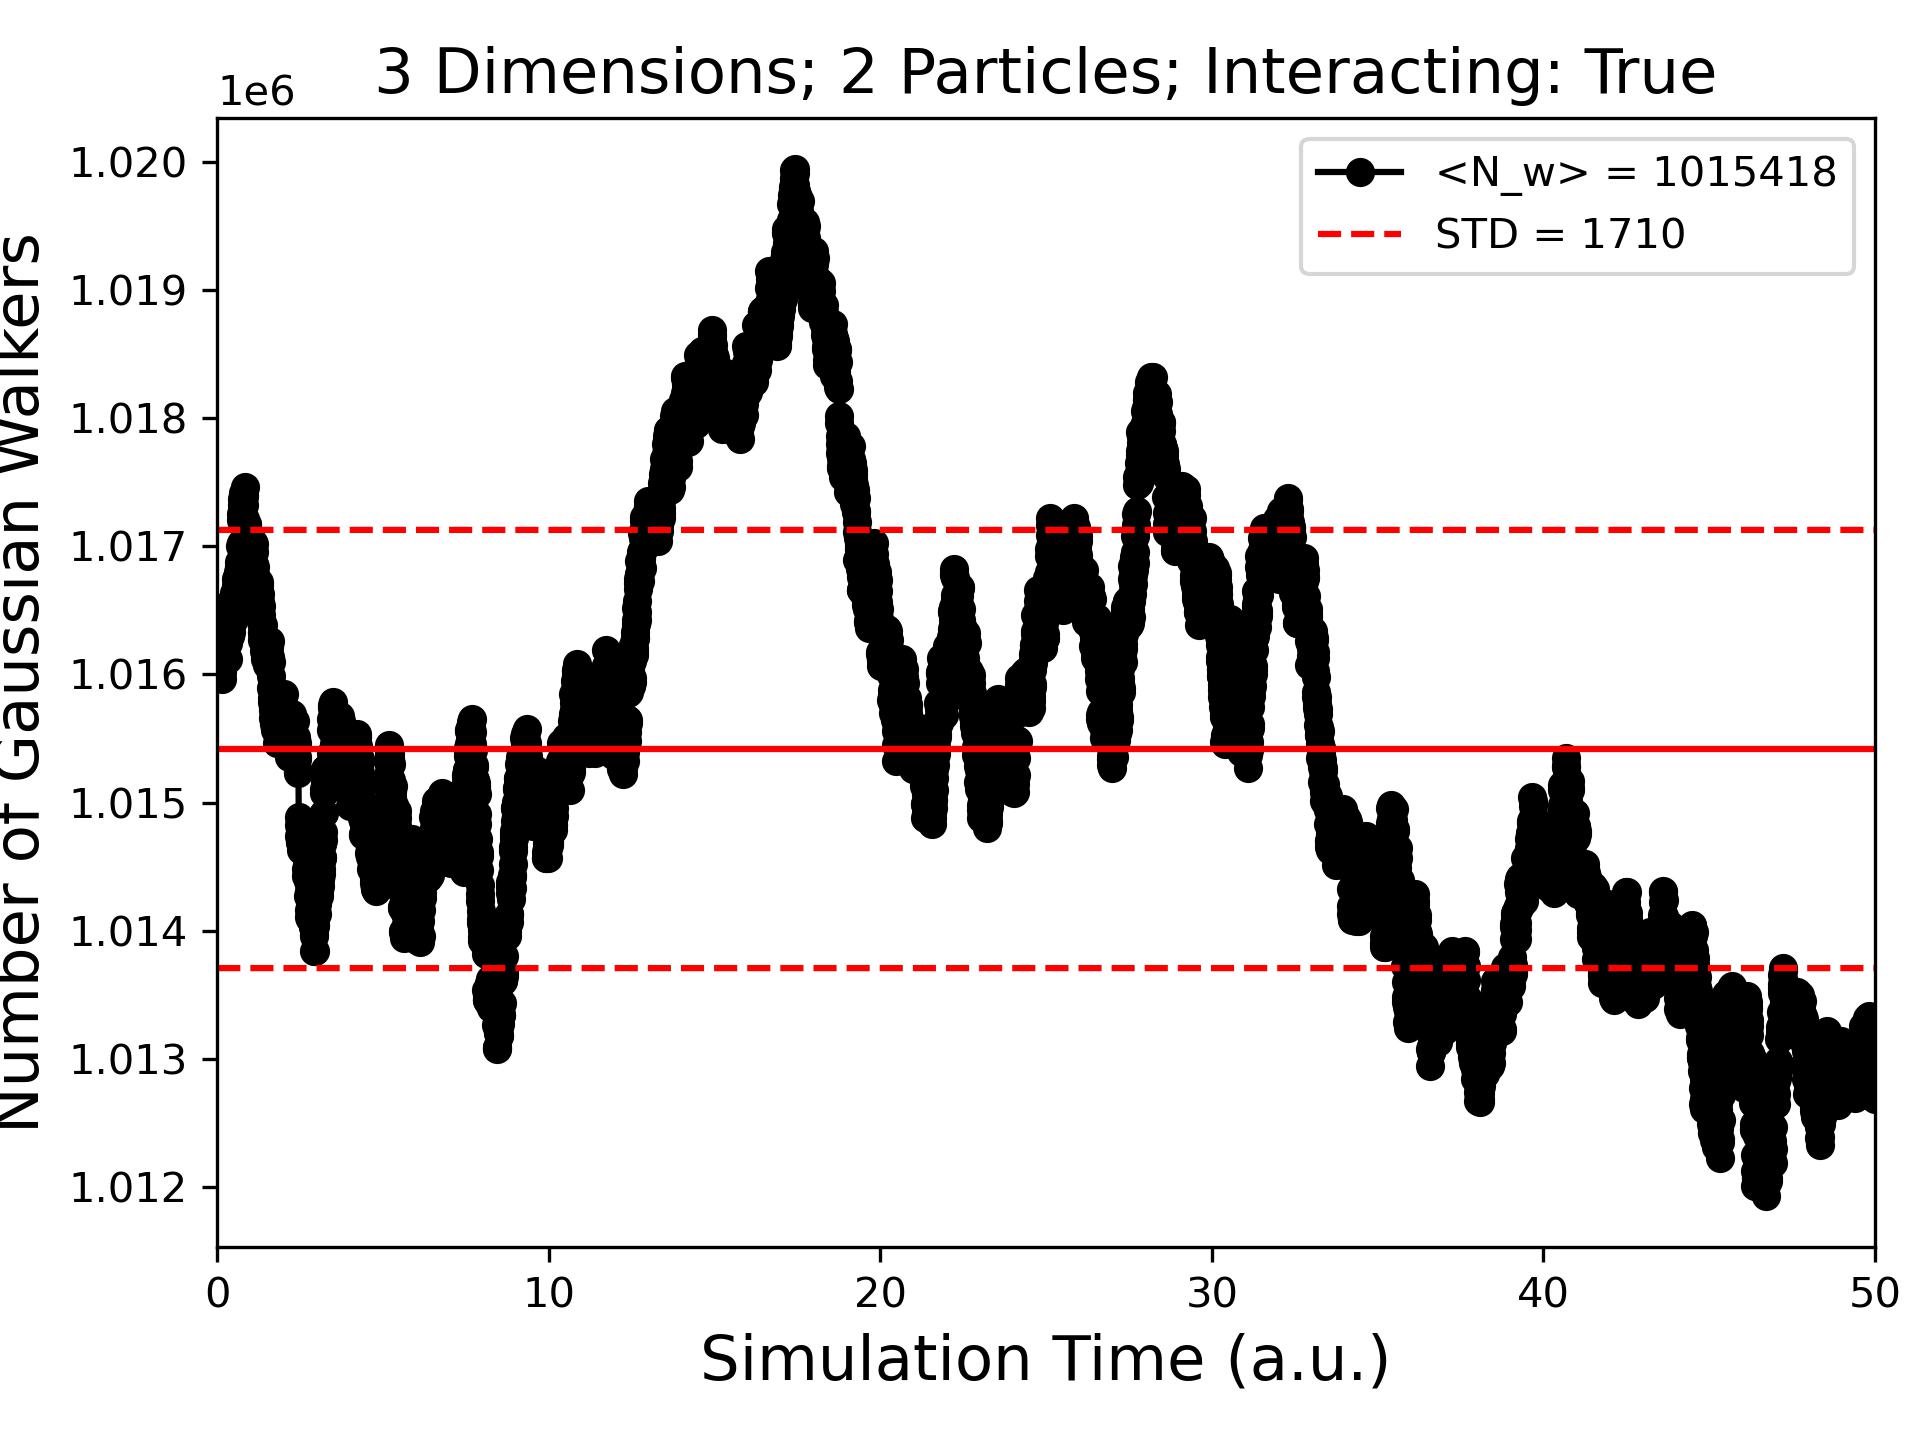 3 Dimensions; 2 Particles; Interacting: True
1e6
<N_w> = 1015418
STD = 1710
Number of Gaussian Walkers
1.020
1.019
1.018
1.017
1.016
1.015
1.014
1.013
1.012
0 10 20 30 40 50
Simulation Time (a.u.)